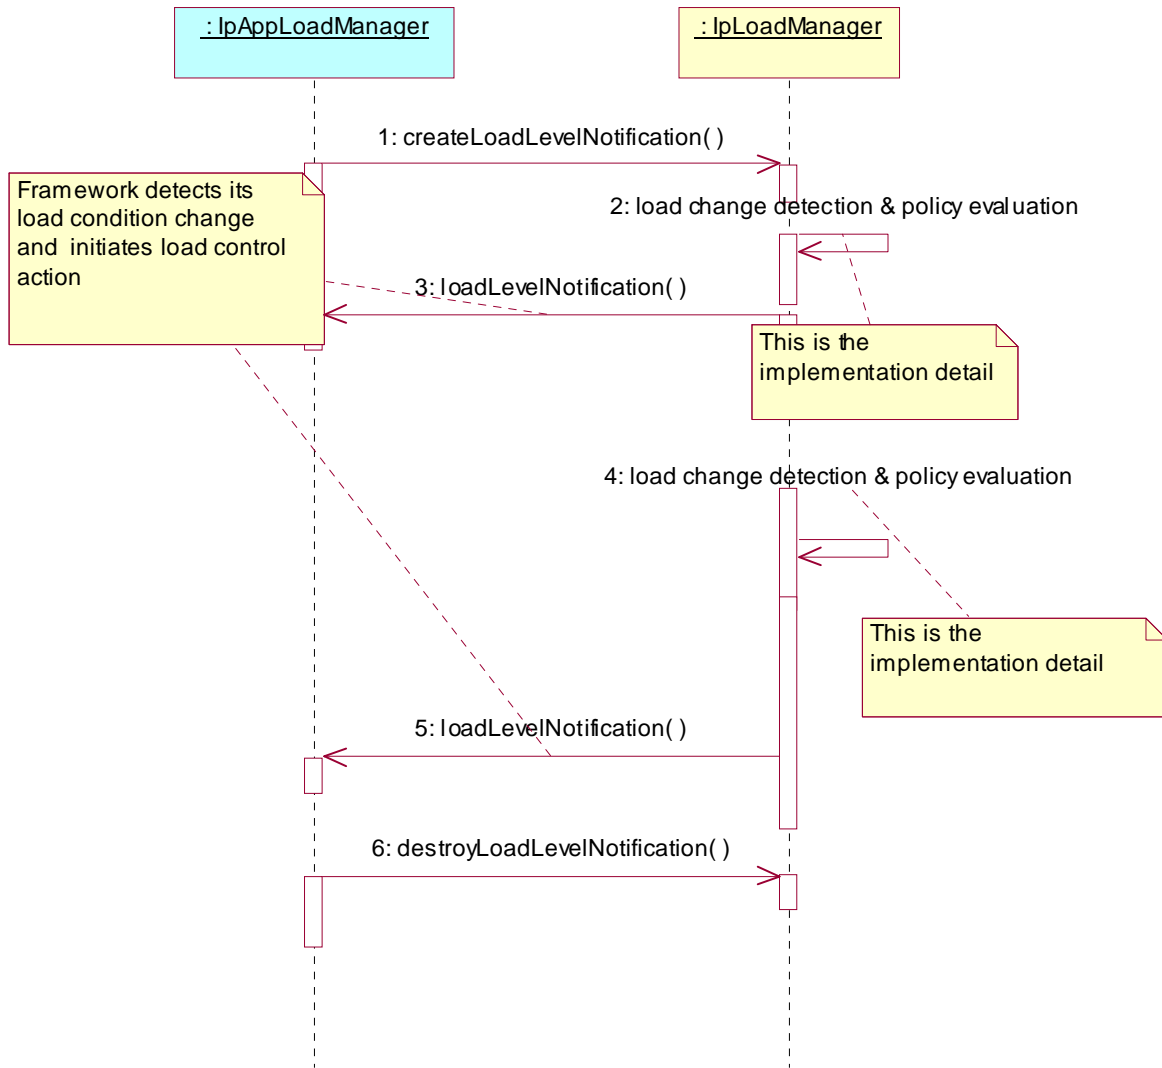 : IpAppLoadManager
: IpLoadManager
1: createLoadLevelNotification( )
Framework detects its
load condition change
and  initiates load control
action
2: load change detection & policy evaluation
3: loadLevelNotification( )
This is the
implementation detail
4: load change detection & policy evaluation
This is the
implementation detail
5: loadLevelNotification( )
6: destroyLoadLevelNotification( )